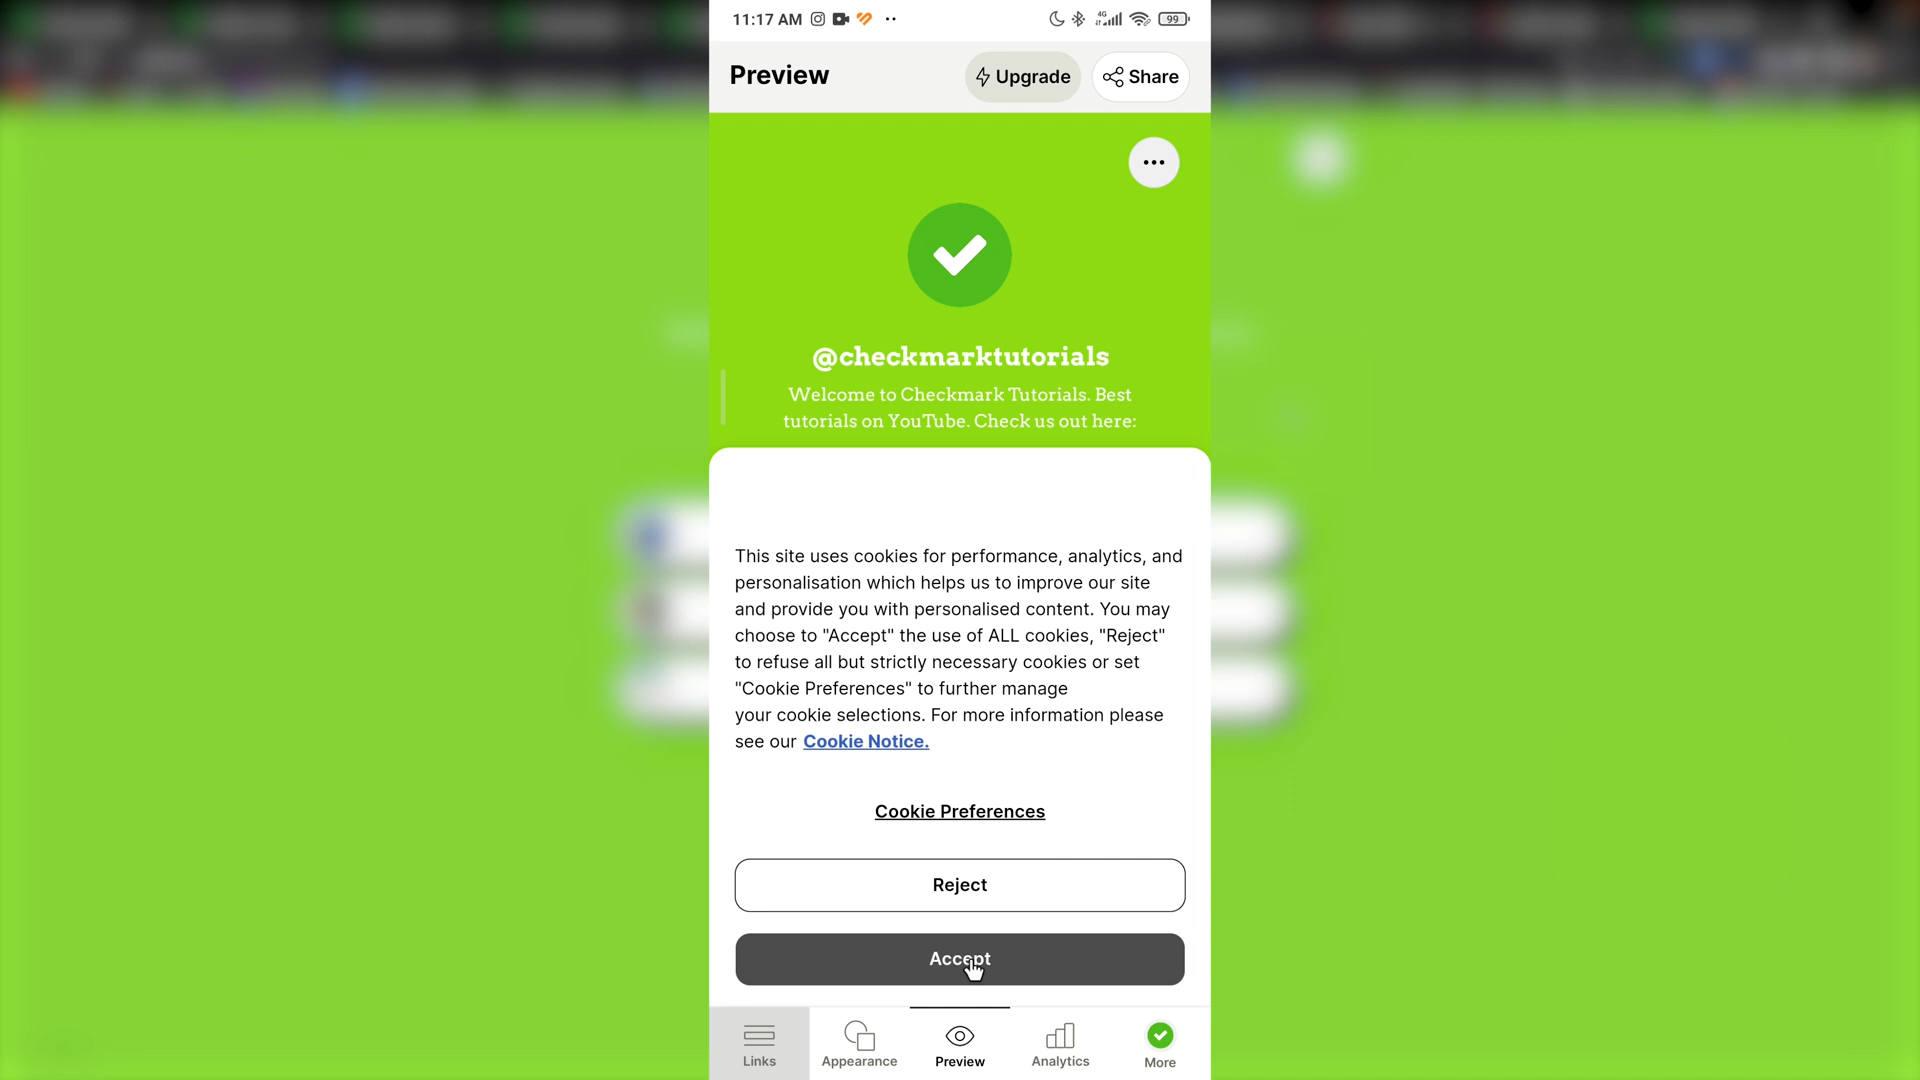 11:17 AM
4G
99
Preview
Upgrade
Share
@checkmarktutorials
Welcome to Checkmark Tutorials. Best
tutorials on YouTube. Check us out here:
This site uses cookies for performance, analytics, and
personalisation which helps us to improve our site
and provide you with personalised content. You may
choose to "Accept" the use of ALL cookies, "Reject"
to refuse all but strictly necessary cookies or set
"Cookie Preferences" to further manage
your cookie selections. For more information please
see our Cookie Notice.
Cookie Preferences
Reject
Accept
Links
Appearance
Preview
Analytics
More